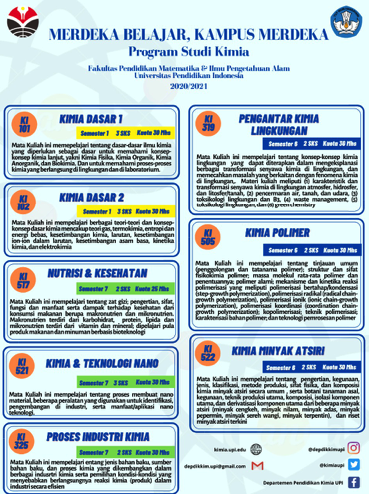 MERDEKA BELAJAR, KAMPUS MERDEKA
Program Studi Kimia
Fakultas Pendidikan Matematika & Ilmu Pengetahuan Alam
Universitas Pendidikan Indonesia
2020/2021
KI
101
KIMIA DASAR 1
Semester 1 3 SKS Kuota 30 Mhs
Mata Kuliah ini mempelajari tentang dasar-dasar ilmu kimia
yang diperlukan sebagai dasar untuk memahami konsep-
konsep kimia lanjut, yakni Kimia Fisika, Kimia Organik, Kimia
Anorganik, dan Biokimia. Dan untuk memahami proses-proses
kimia yang berlangsung di lingkungan dan di laboratorium.
KI
102
KIMIA DASAR 2
Semester 1 3 SKS Kuota 30 Mhs
Mata Kuliah ini mempelajari berbagai teori-teori dan konsep-
konsep dasar kimia mencakup teori gas, termokimia, entropi dan
energi bebas, kesetimbangan kimia, larutan, kesetimbangan
ion-ion dalam larutan, kesetimbangan asam basa, kinetika
kimia, dan elektrokimia
KI
517
NUTRISI & KESEHATAN
Semester 7 2 SKS Kuota 25 Mhs
Mata Kuliah ini mempelajari tentang zat gizi; pengertian, sifat,
fungsi dan manfaat serta dampak terhadap kesehatan dari
konsumsi makanan berupa makronutrien dan mikronutrien.
Makronutrien terdiri dari karbohidrat, protein, lipida dan
mikronutrien terdiri dari vitamin dan mineral; dipelajari pula
produk makanan dan minuman berbasis bioteknologi
KI
521
KIMIA & TEKNOLOGI NANO
Semester 7 3 SKS Kuota 30 Mhs
Mata Kuliah ini mempelajari tentang proses membuat nano
material, beberapa peralatan yang digunakan untuk identifikasi,
pengembangan di industri, serta manfaat/aplikasi nano
teknologi.
KI
325
PROSES INDUSTRI KIMIA
Semester 7 2 SKS Kuota 30 Mhs
Mata Kuliah ini mempelajari entang jenis bahan baku, sumber
bahan baku, dan proses kimia yang dikembangkan dalam
berbagai industri kimia serta pemilihan kondisi-kondisi yang
menyebabkan berlangsungnya reaksi kimia (produk) dalam
industri secara efisien
KI
319
PENGANTAR KIMIA
LINGKUNGAN
Semester 6 2 SKS Kuota 30 Mhs
Mata Kuliah ini mempelajari tentang konsep-konsep kimia
lingkungan yang dapat diterapkan dalam mengeksplanasi
berbagai transformasi senyawa kimia di lingkungan, dan
memecahkan masalah yang berkaitan dengan fenomena kimia
di lingkungan. Materi kuliah meliputi (1) karakteristik dan
transformasi senyawa kimia di lingkungan atmosfer, hidrosfer,
dan litosfer/tanah, (2) pencemaran air, tanah, dan udara, (3)
toksikologi lingkungan dan B3, (4) waste management, (5)
toksikologi lingkungan, dan (6) green chemistry
KI
505
KIMIA POLIMER
Semester 6 2 SKS Kuota 30 Mhs
Mata Kuliah ini mempelajari tentang tinjauan umum
(penggolongan dan tatanama polimer); struktur dan sifat
fisikokimia polimer; massa molekul rata-rata polimer dan
penentuannya; polimer alam; mekanisme dan kinetika reaksi
polimerisasi yang meliputi polimerisasi bertahap/kondensasi
(step-growth polymerization), polimerisasi radikal (radical chain-
growth polymerization), polimerisasi ionik (ionic chain-growth
polymerization), polimerisasi koordinasi (coordination chain-
growth polymerization); kopolimerisasi; teknik polimerisasi;
karakterisasi bahan polimer; dan teknologi pemrosesan polimer
KI
522
KIMIA MINYAK ATSIRI
Semester 8 2 SKS Kuota 30 Mhs
Mata Kuliah ini mempelajari tentang pengertian, kegunaan,
jenis, klasifikasi, metode produksi, sifat fisika, dan komposisi
kimia minyak atsiri secara umum , serta botani tanaman asal,
kegunaan, teknik produksi utama, komposisi, isolasi komponen
utama, dan derivatisasi komponen utama dari beberapa minyak
atsiri (minyak cengkeh, minyak nilam, minyak adas, minyak
pepermin, minyak sereh wangi, minyak terpentin), dan riset
minyak atsiri terkini
kimia.upi.edu
@depdikkimupi
depdikkim.upi@gmail.com
@kimiaupi
Departemen Pendidikan Kimia UPI